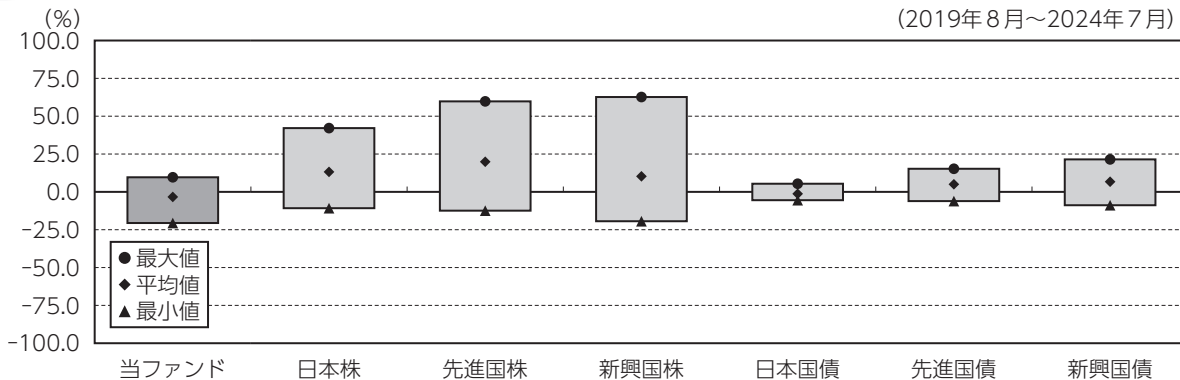 (%)
(2019年8月〜2024年7月)
100.0
75.0
50.0
25.0
0.0
-25.0
-50.0
-75.0
-100.0
●最大値
◆平均値
▲最小値
当ファンド 日本株 先進国株 新興国株 日本国債 先進国債 新興国債